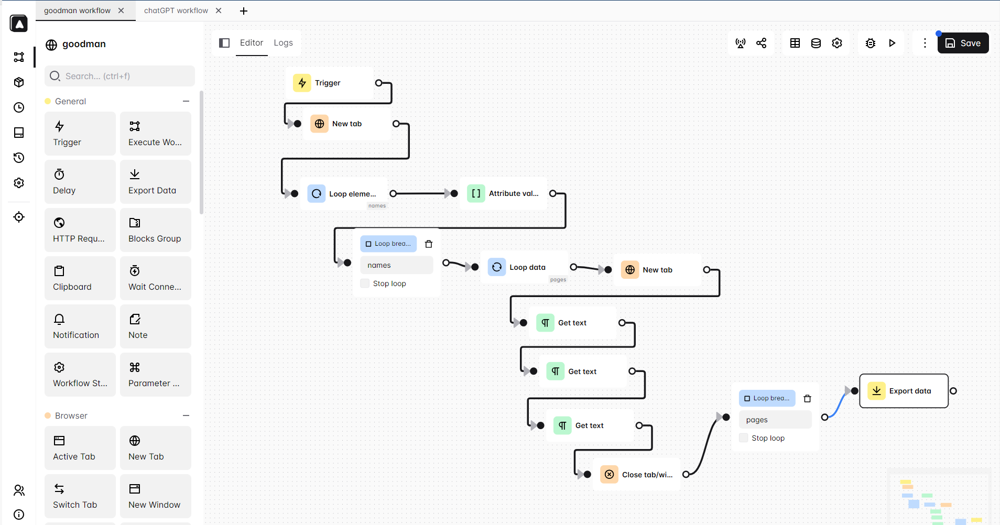 goodman workflow
chatGPT workflow
goodman
Search... (ctrl+f)
General
Trigger
Execute Wo...
Delay
Export Data
HTTP Requ...
Blocks Group
Clipboard
Wait Conne...
Notification
Note
Workflow St...
Parameter ...
Browser
Active Tab
New Tab
Switch Tab
New Window
Editor
Logs
Save
Trigger
New tab
Loop eleme...
names
Attribute val...
Loop brea...
names
Stop loop
Loop data
pages
New tab
Get text
Get text
Get text
Close tab/wi...
Loop brea...
pages
Stop loop
Export data